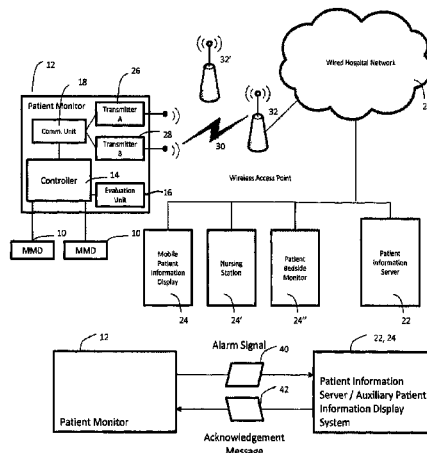 12
18
26
32'
Patient Monitor
Transmitter
A
Comm. Unit
32
Wired Hospital Network
28
Transmitter
B
30
Wireless Access Point
Controller
14
Evaluation
Unit
16
10
10
MMD
MMD
Mobile
Patient
Information
Display
Nursing
Station
Patient
Bedside
Monitor
Patient
Information
Server
24
24'
24"
22
12
Alarm Signal
40
22, 24
42
Patient Monitor
Patient Information
Server / Auxiliary Patient
Information Display
System
Acknowledgement
Message